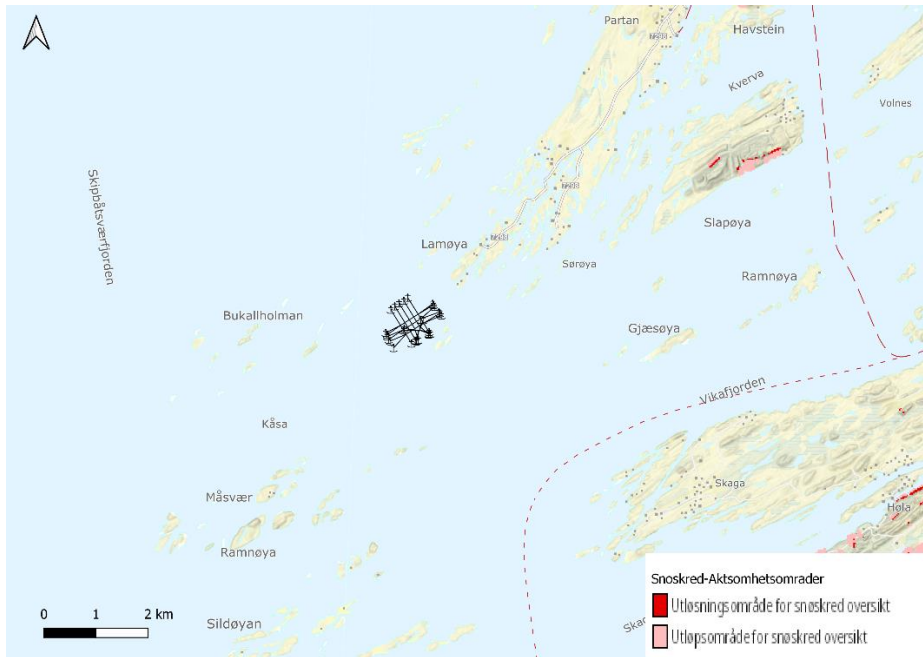 Partan
Havstein
Kverva
Volnes
Skipbåtsværfjorden
Slapøya
Lamøya
Sørøya
Ramnøya
Bukallholman
Gjæsøya
Vikafjorden
Kåsa
Skaga
Måsvær
Høla
Ramnøya
Sildøyan
0 1 2 km
Snoskred-Aktsomhetsomrader
Utløsningsområde for snøskred oversikt
Utløpsområde for snøskred oversikt